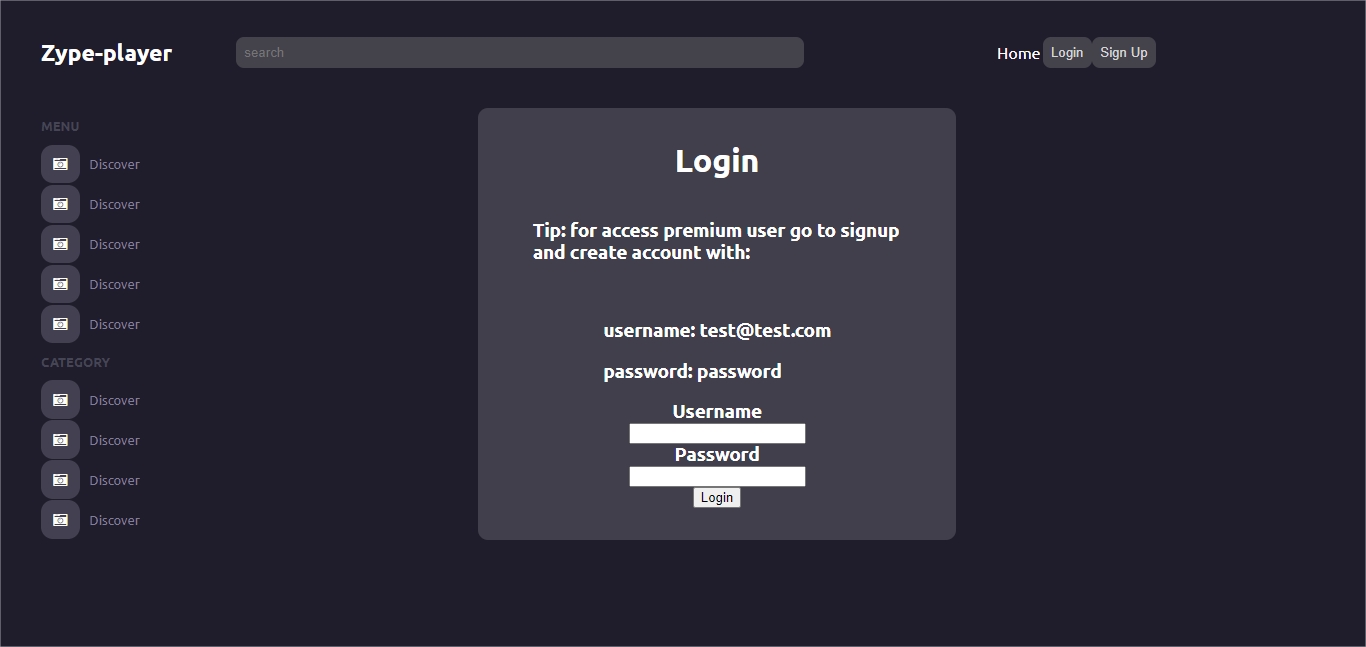 Zype-player
search
Home Login Sign Up
MENU
Discover
Discover
Discover
Discover
Discover
CATEGORY
Discover
Discover
Discover
Discover
Login
Tip: for access premium user go to signup
and create account with:
username: test@test.com
password: password
Username
Password
Login